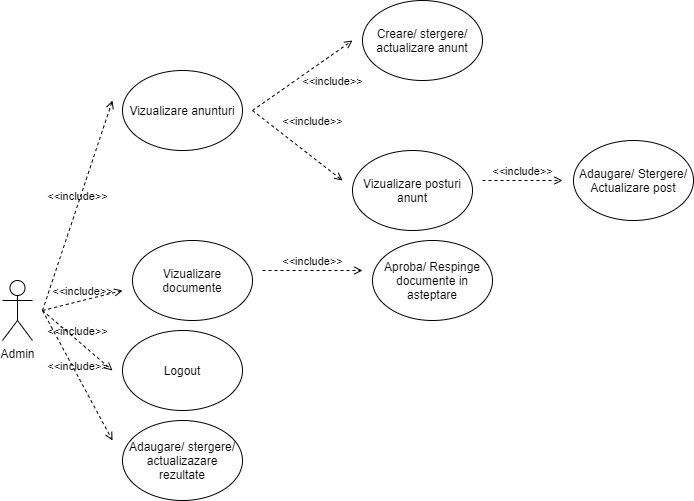 Creare/ stergere/
actualizare anunt
<<include>>
Vizualizare anunturi
<<include>>
<<include>>
Adaugare/ Stergere/
Actualizare post
Vizualizare posturi
anunt
<<include>>
<<include>>
Vizualizare
documente
<<include>>
Aproba/ Respinge
documente in
asteptare
<<include>>
Admin
<<include>>
Logout
<<include>>
Adaugare/ stergere/
actualizazare
rezultate